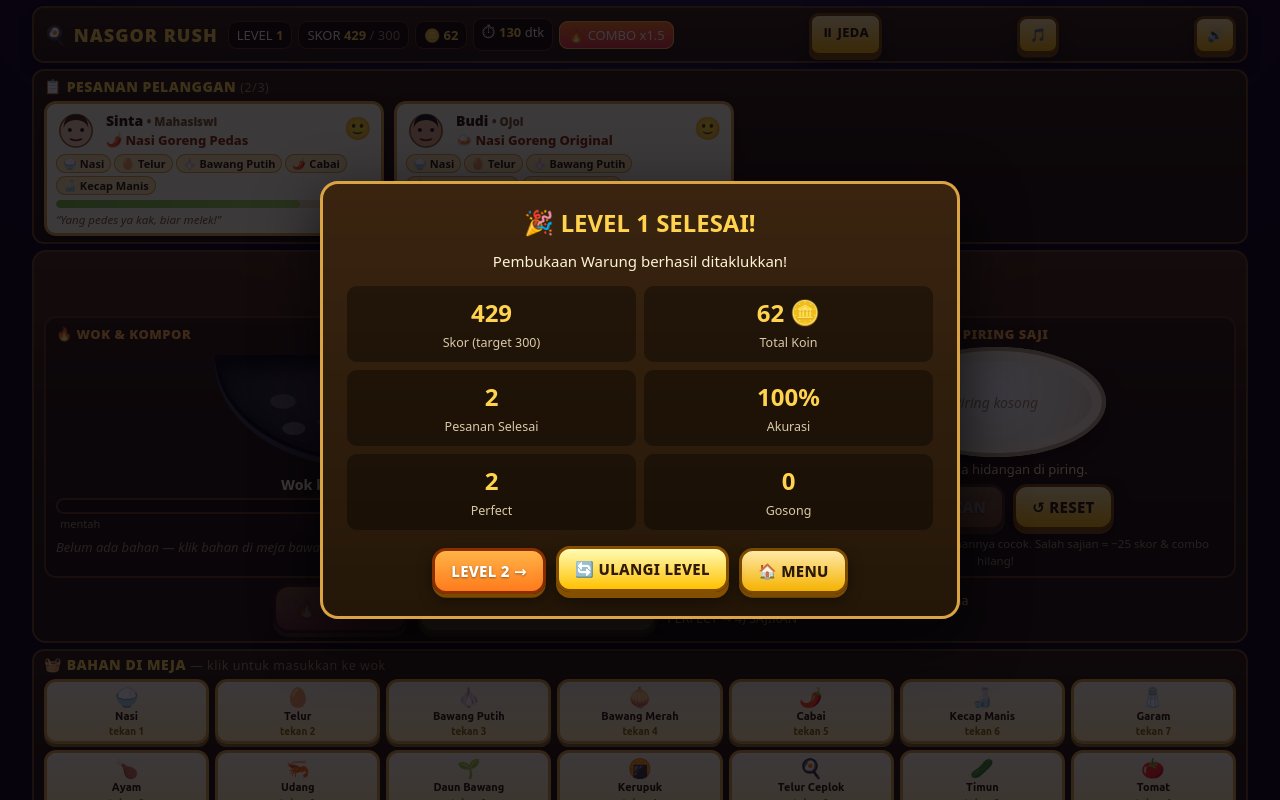 NASGOR RUSH
LEVEL 1
SKOR 429 / 300
62
130 dtk
COMBO x1.5
JEDA
PESANAN PELANGGAN (2/3)
Sinta • Mahasiswi
Nasi Goreng Pedas
Nasi
Telur
Bawang Putih
Cabai
Kecap Manis
"Yang pedes ya kak, biar melek!"
Budi • Ojol
Nasi Goreng Original
Nasi
Telur
Bawang Putih
🎉 LEVEL 1 SELESAI!
Pembukaan Warung berhasil ditaklukkan!
429
Skor (target 300)
62
Total Koin
2
Pesanan Selesai
100%
Akurasi
2
Perfect
0
Gosong
LEVEL 2 →
ULANGI LEVEL
MENU
WOK & KOMPOR
Wok
mentah
Belum ada bahan — klik bahan di meja
PIRING SAJI
kosong
hidangan di piring.
↺ RESET
cocok. Salah sajian = −25 skor & combo
hilang!
BAHAN DI MEJA — klik untuk masukkan ke wok
Nasi
tekan 1
Telur
tekan 2
Bawang Putih
tekan 3
Bawang Merah
tekan 4
Cabai
tekan 5
Kecap Manis
tekan 6
Garam
tekan 7
Ayam
Udang
Daun Bawang
Kerupuk
Telur Ceplok
Timun
Tomat